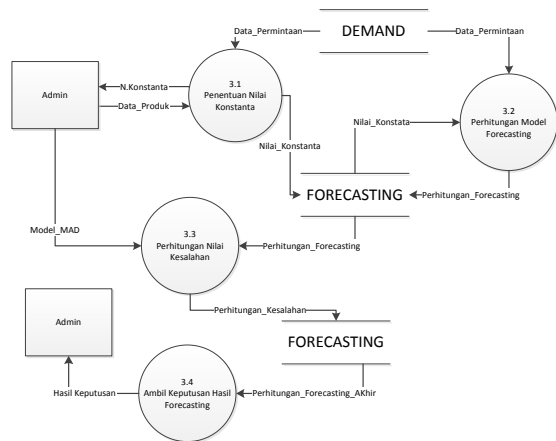 Data_Permintaan
DEMAND
Data_Permintaan
Admin
N.Konstanta
Data_Produk
3.1
Penentuan Nilai
Konstanta
3.2
Perhitungan Model
Forecasting
Nilai_Konstanta
Nilai_Konstata
FORECASTING
Perhitungan_Forecasting
Model_MAD
3.3
Perhitungan Nilai
Kesalahan
Perhitungan_Forecasting
Perhitungan_Kesalahan
FORECASTING
Admin
Hasil Keputusan
3.4
Ambil Keputusan Hasil
Forecasting
Perhitungan_Forecasting_AKhir